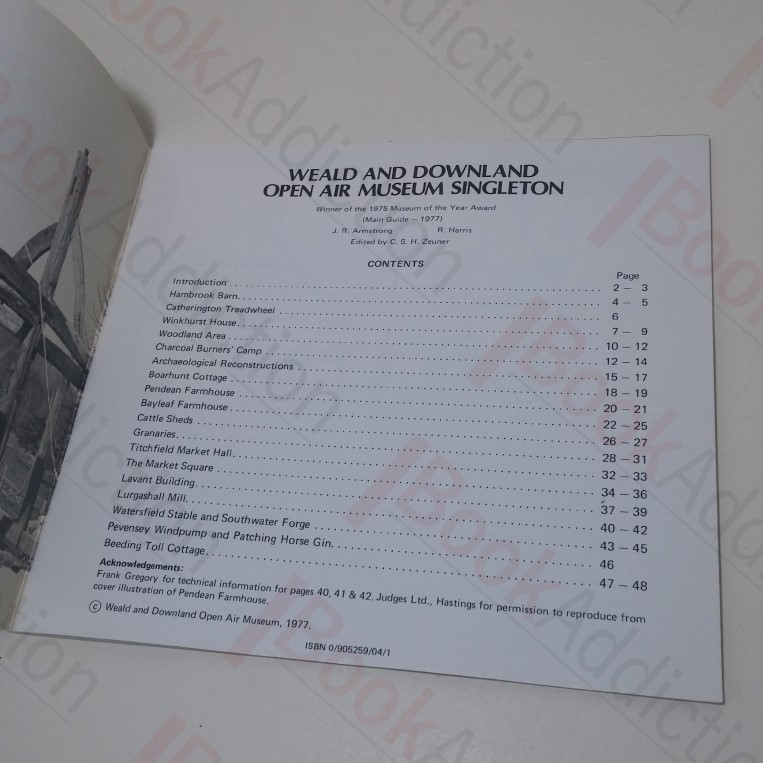 WEALD AND DOWNLAND
OPEN AIR MUSEUM SINGLETON
Winner of the 1975 Museum of the Year Award
(Main Guide – 1977)
J. R. Armstrong R. Harris
Edited by C. S. H. Zeuner
CONTENTS
Page
Introduction 2 – 3
Hambrook Barn 4 – 5
Catherington Treadwheel 6
Winkhurst House 7 – 9
Woodland Area 10 – 12
Charcoal Burners' Camp 12 – 14
Archaeological Reconstructions 15 – 17
Boarhunt Cottage 18 – 19
Pendean Farmhouse 20 – 21
Bayleaf Farmhouse 22 – 25
Cattle Sheds 26 – 27
Granaries 28 – 31
Titchfield Market Hall 32 – 33
The Market Square 34 – 36
Lavant Building 37 – 39
Lurgashall Mill 40 – 42
Watersfield Stable and Southwater Forge 43 – 45
Pevensey Windpump and Patching Horse Gin 46
Beeding Toll Cottage 47 – 48
Acknowledgements:
Frank Gregory for technical information for pages 40, 41 & 42. Judges Ltd., Hastings for permission to reproduce from
cover illustration of Pendean Farmhouse.
© Weald and Downland Open Air Museum, 1977.
ISBN 0/905259/04/1
BookAddiction